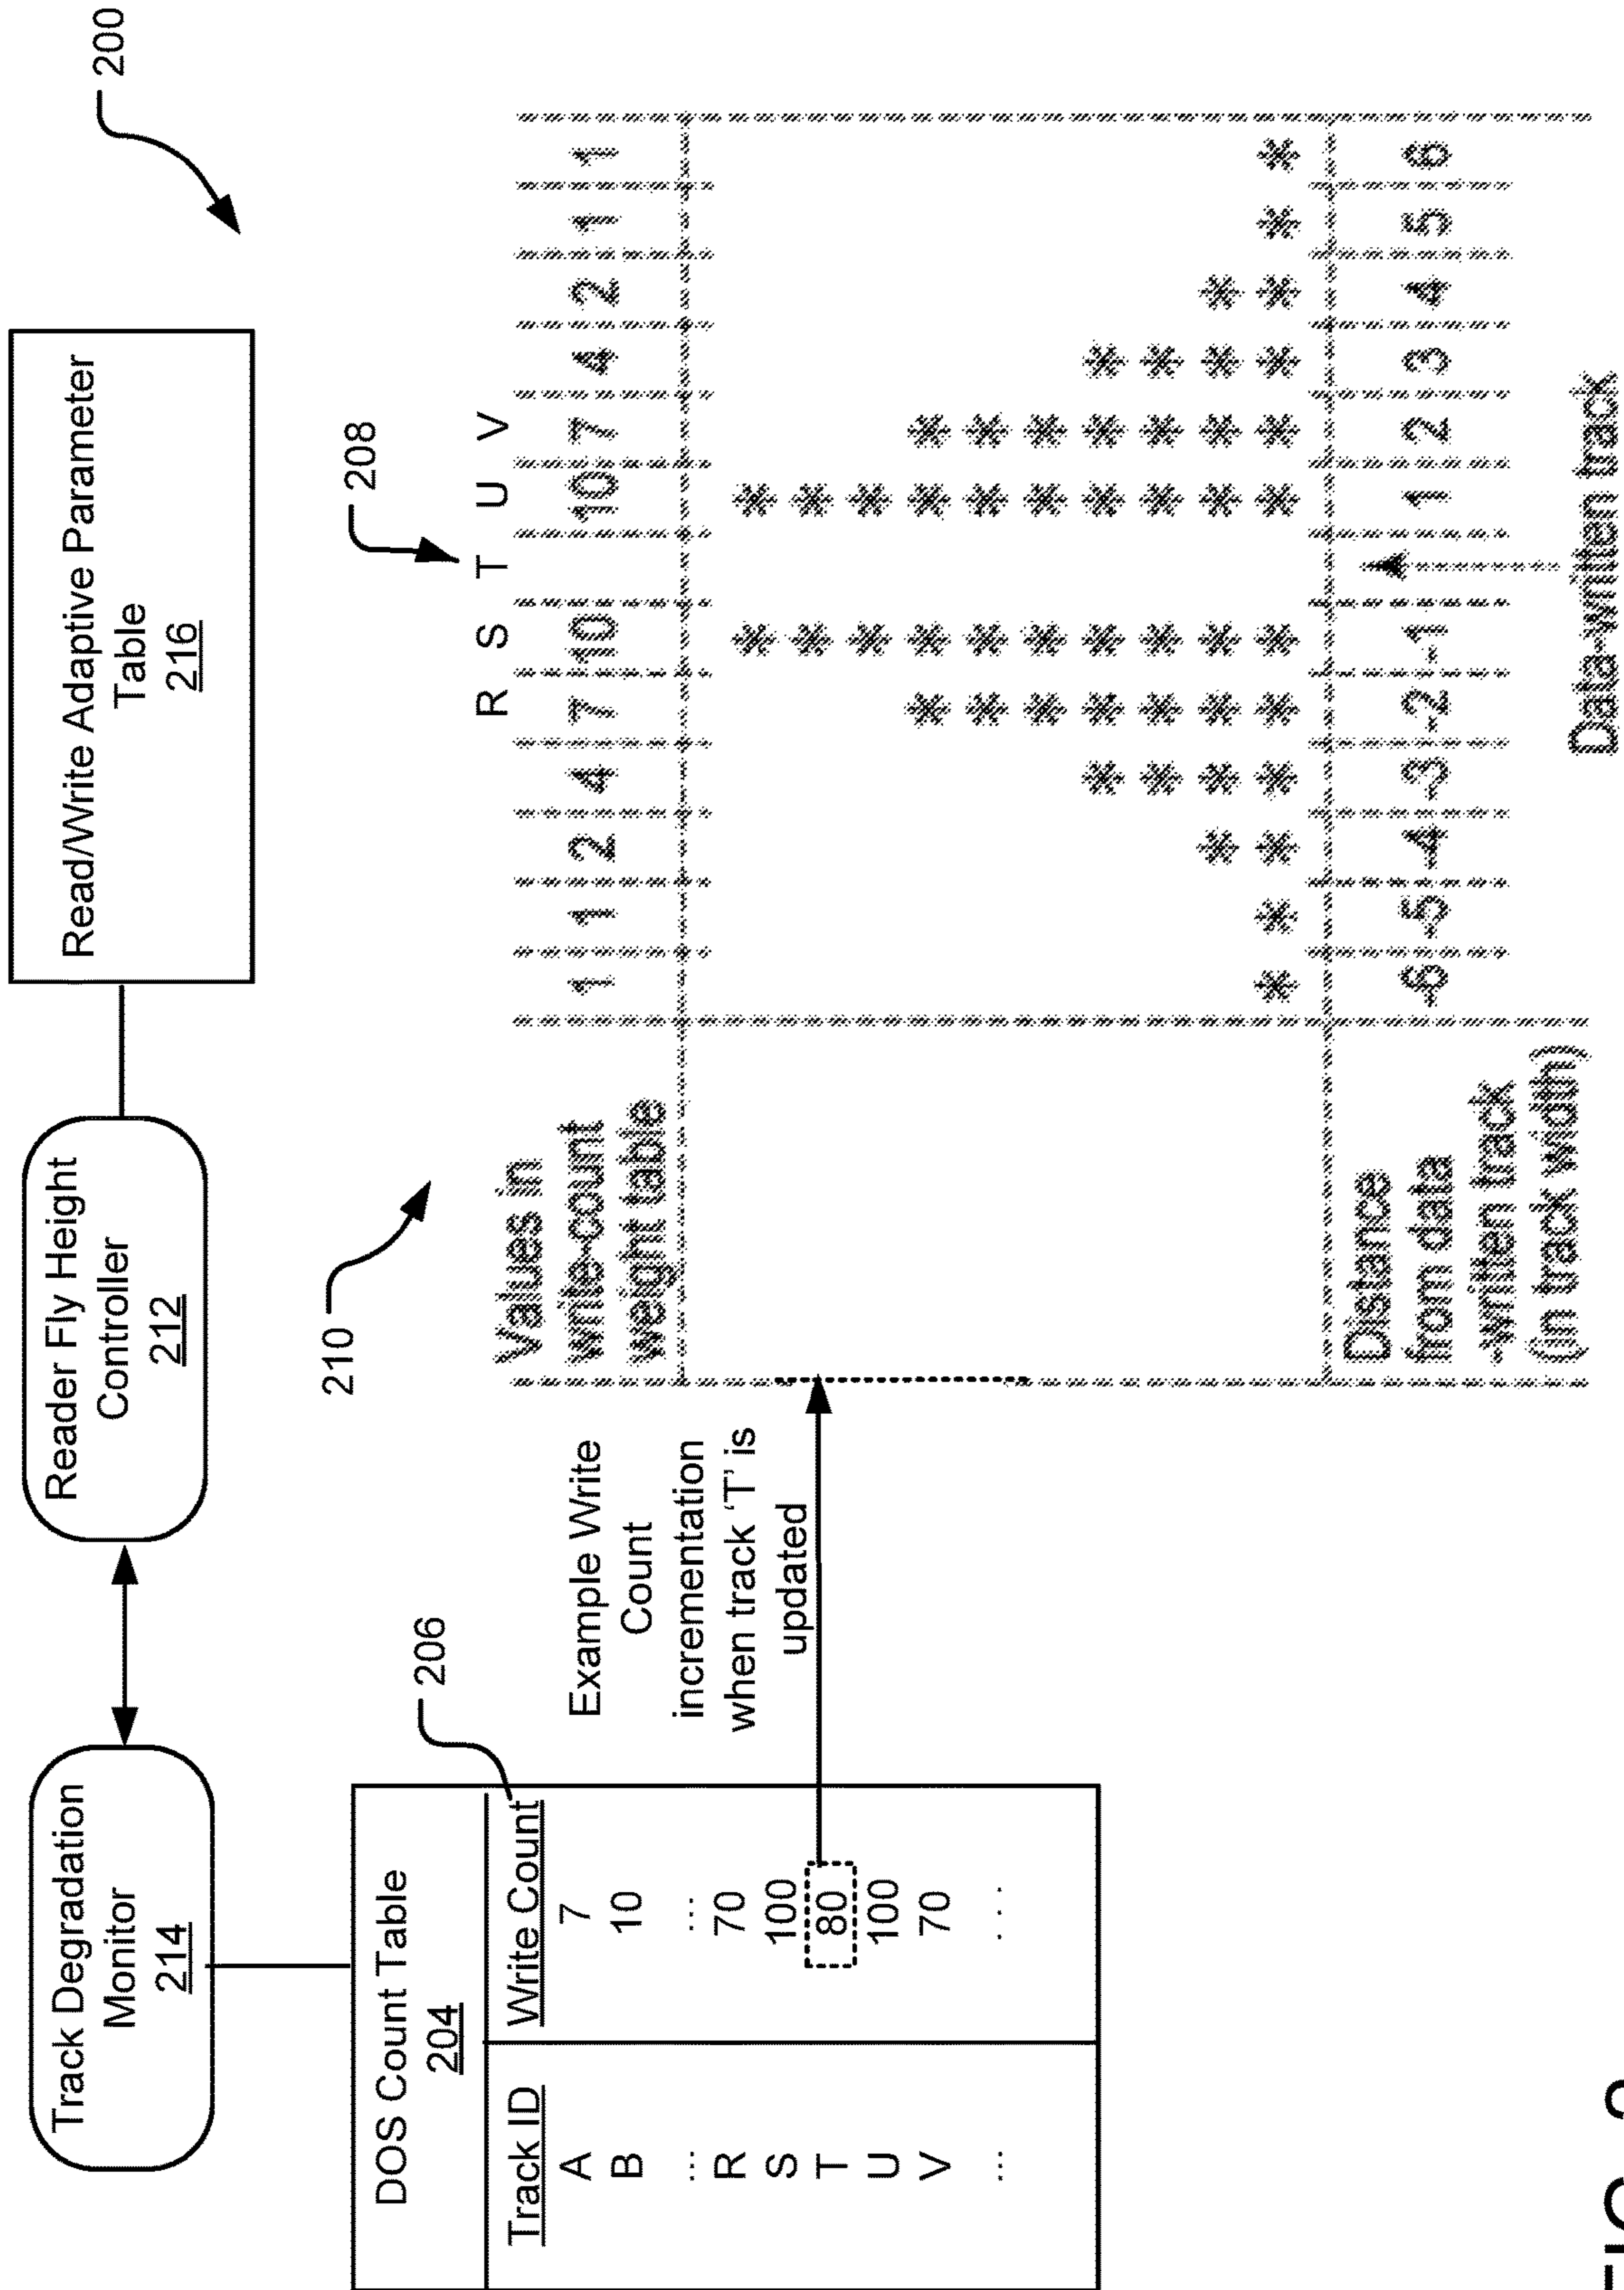 200
Track Degradation
Monitor
214
Reader Fly Height
Controller
212
Read/Write Adaptive Parameter
Table
216
DOS Count Table
204
206
Track ID Write Count
A 7
B 10
... ...
R 70
S 100
T 80
U 100
V 70
... ...
Example Write
Count
incrementation
when track ‘T’ is
updated
210
208
R S T U V
Values in
write-count
weight table
1 1 2 4 7 10 10 7 4 2 1 1
* *
* * * *
* * * *
* * * *
* * * *
* * * *
* * * *
* *
* *
* *
* * * * * * * * * * * *
Distance
from data
-written track
(in track width)
-6 -5 -4 -3 -2 -1 1 2 3 4 5 6
Data-written track